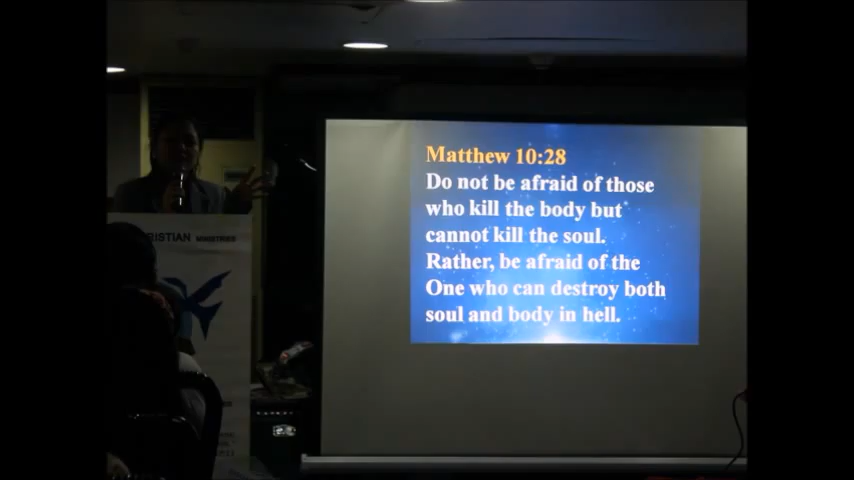 Matthew 10:28
Do not be afraid of those
who kill the body but
cannot kill the soul.
Rather, be afraid of the
One who can destroy both
soul and body in hell.
RISTIAN MINISTRIES